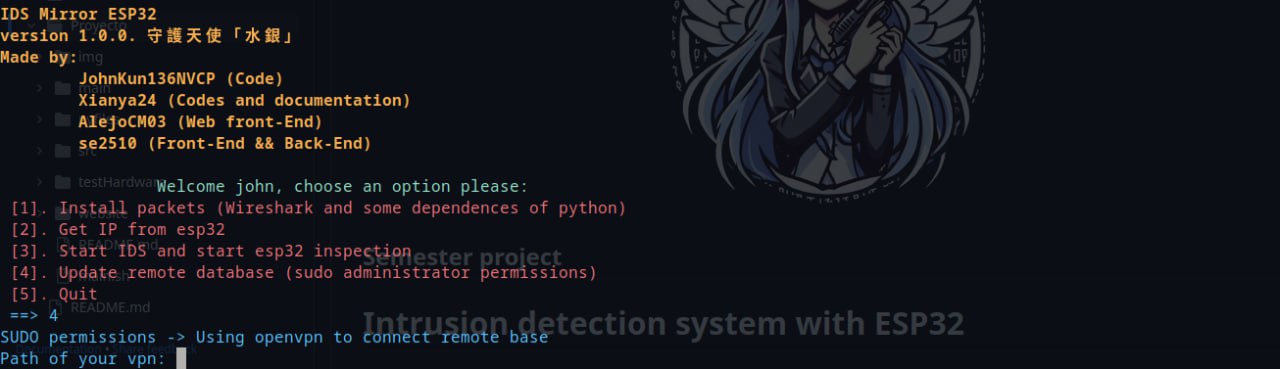 IDS Mirror ESP32
version 1.0.0. 守護天使「水銀」
Made by:
JohnKun136NVCP (Code)
Xianya24 (Codes and documentation)
AlejoCM03 (Web front-End)
se2510 (Front-End && Back-End)
Welcome john, choose an option please:
[1]. Install packets (Wireshark and some dependences of python)
[2]. Get IP from esp32
[3]. Start IDS and start esp32 inspection
[4]. Update remote database (sudo administrator permissions)
[5]. Quit
==> 4
SUDO permissions -> Using openvpn to connect remote base
Path of your vpn:
Proyecto
img
main
src
testHardware
website
README.md
main.sh
README.md
Semester project
Intrusion detection system with ESP32